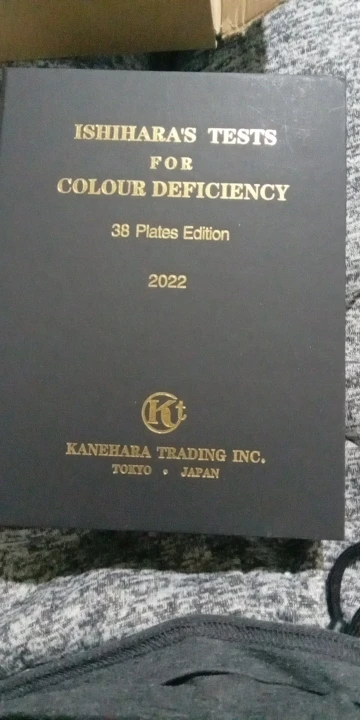 ISHIHARA'S TESTS
FOR
COLOUR DEFICIENCY
38 Plates Edition
2022
Kt
KANEHARA TRADING INC.
TOKYO • JAPAN